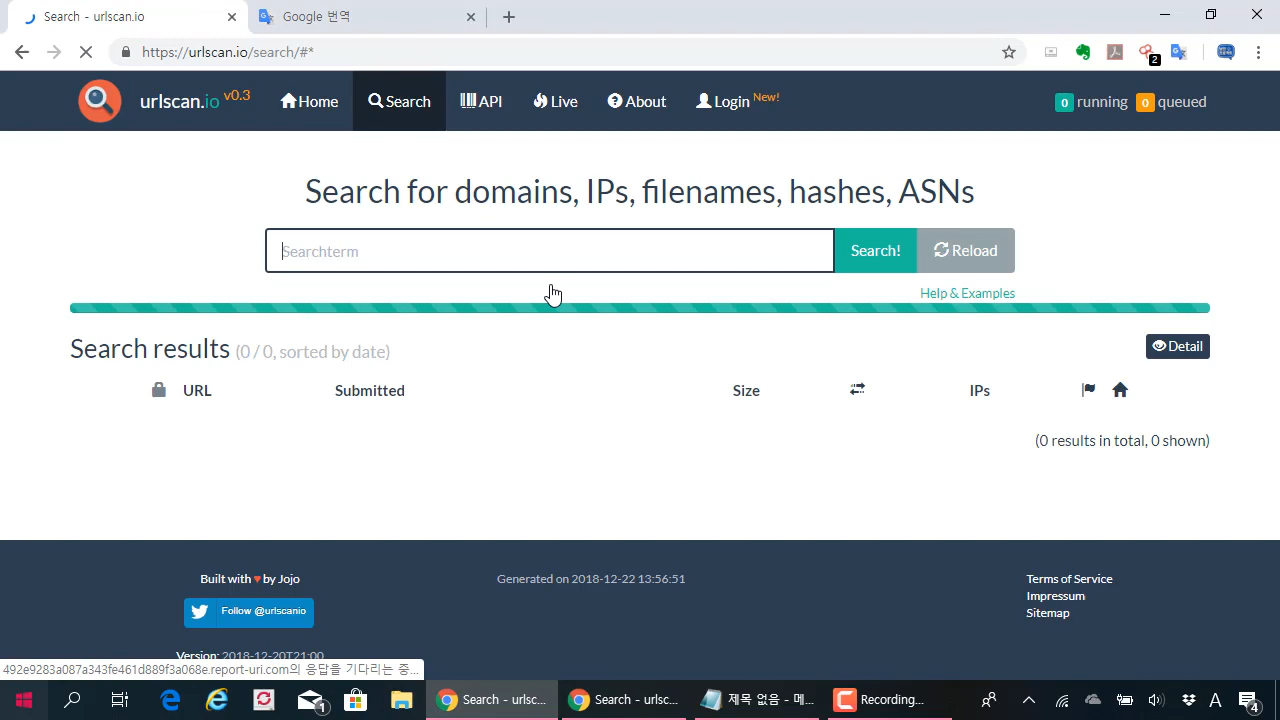 Search - urlscan.io
Google 번역
https://urlscan.io/search/#*
2
urlscan.io v0.3
Home
Search
API
Live
About
Login New!
0 running 0 queued
Search for domains, IPs, filenames, hashes, ASNs
Searchterm
Search!
Reload
Help & Examples
Search results (0 / 0, sorted by date)
Detail
URL Submitted Size IPs
(0 results in total, 0 shown)
Built with ♥ by Jojo
Generated on 2018-12-22 13:56:51
Terms of Service
Impressum
Sitemap
Follow @urlscanio
Version: 2018-12-20T21:00
492e9283a087a343fe461d889f3a068e.report-uri.com의 응답을 기다리는 중...
1
Search - urlsc...
Search - urlsc...
제목 없음 - 메...
Recording...
A
4